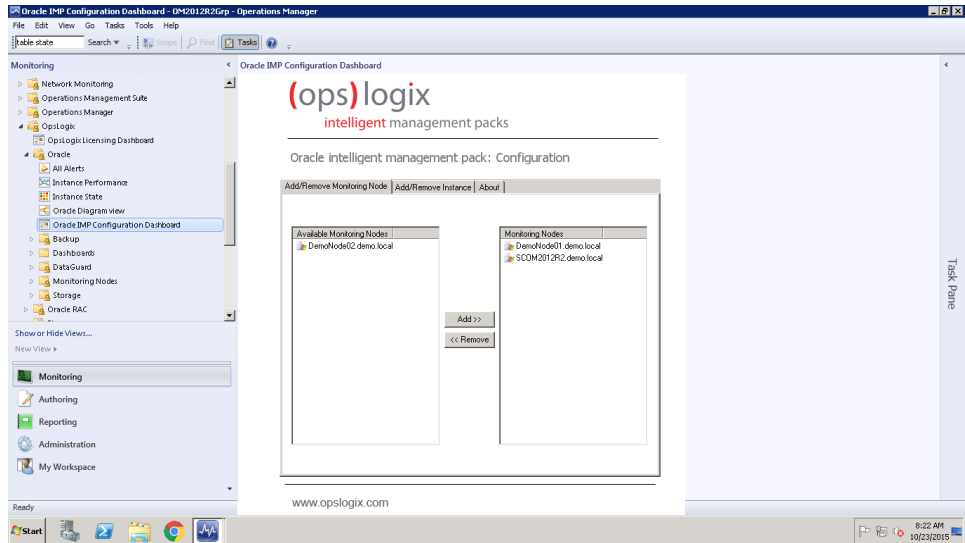 Oracle IMP Configuration Dashboard - OM2012R2Grp - Operations Manager
File Edit View Go Tasks Tools Help
table state Search Scope Find Tasks
Monitoring
Network Monitoring
Operations Management Suite
Operations Manager
OpsLogix
OpsLogix Licensing Dashboard
Oracle
All Alerts
Instance Performance
Instance State
Oracle Diagram view
Oracle IMP Configuration Dashboard
Backup
Dashboards
DataGuard
Monitoring Nodes
Storage
Oracle RAC
Show or Hide Views...
New View
Monitoring
Authoring
Reporting
Administration
My Workspace
Oracle IMP Configuration Dashboard
(ops)logix
intelligent management packs
Oracle intelligent management pack: Configuration
Add/Remove Monitoring Node Add/Remove Instance About
Available Monitoring Nodes
DemoNode02.demo.local
Add >>
<< Remove
Monitoring Nodes
DemoNode01.demo.local
SCOM2012R2.demo.local
www.opslogix.com
Task Pane
Ready
Start
8:22 AM
10/23/2015